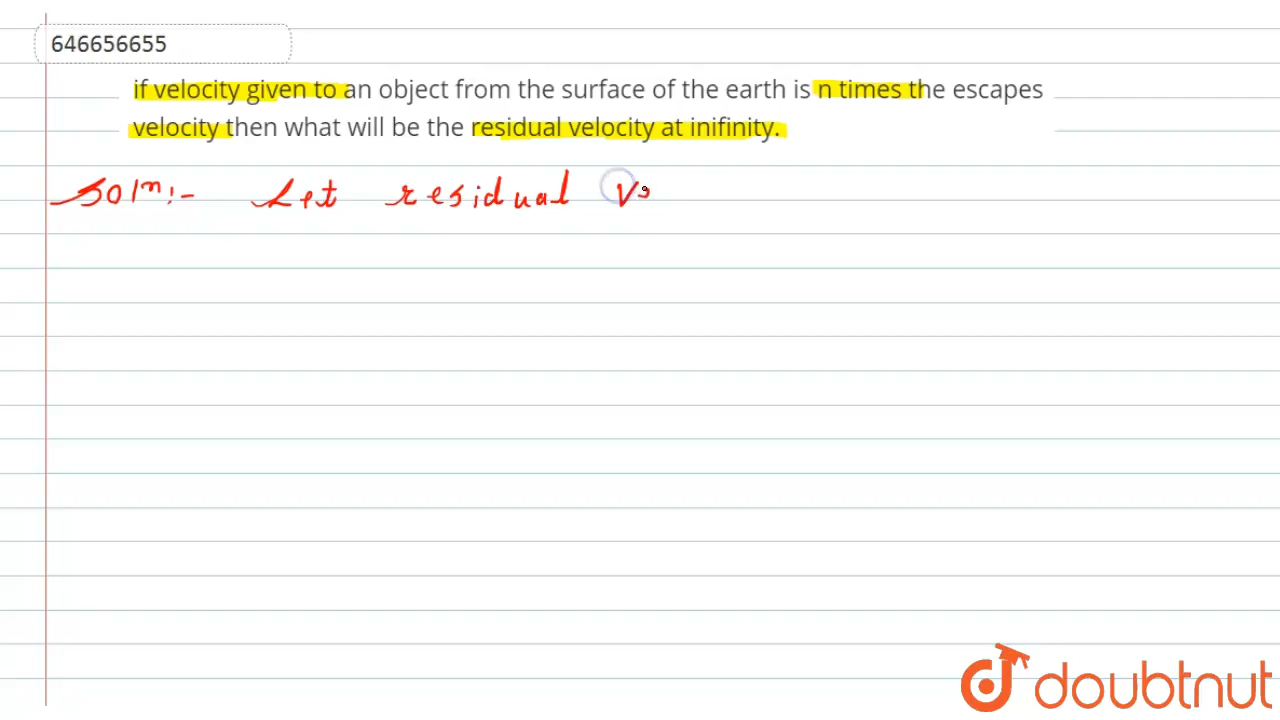 646656655
if velocity given to an object from the surface of the earth is n times the escapes
velocity then what will be the residual velocity at inifinity.
Solⁿ:- Let residual
doubtnut